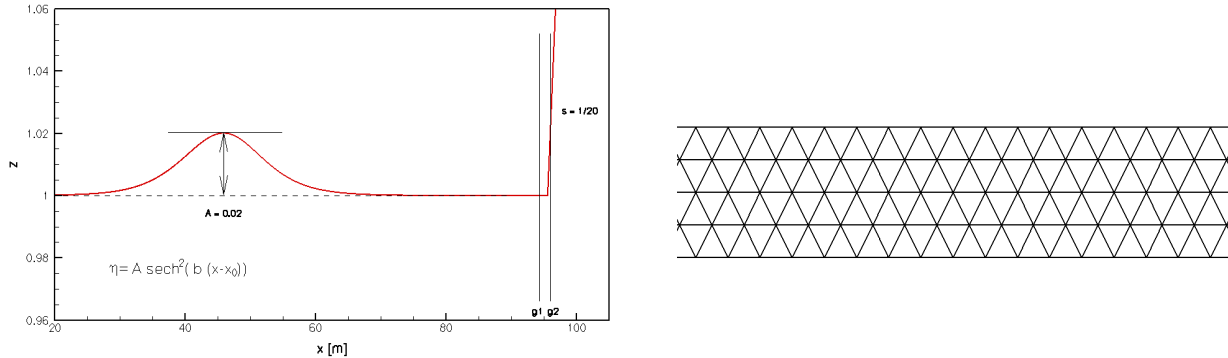 1.06
1.04
s = 1/20
1.02
z
1
A = 0.02
0.98
η= A sech²( b (x-x₀))
g1 g2
0.96
20 40 60 80 100
x [m]